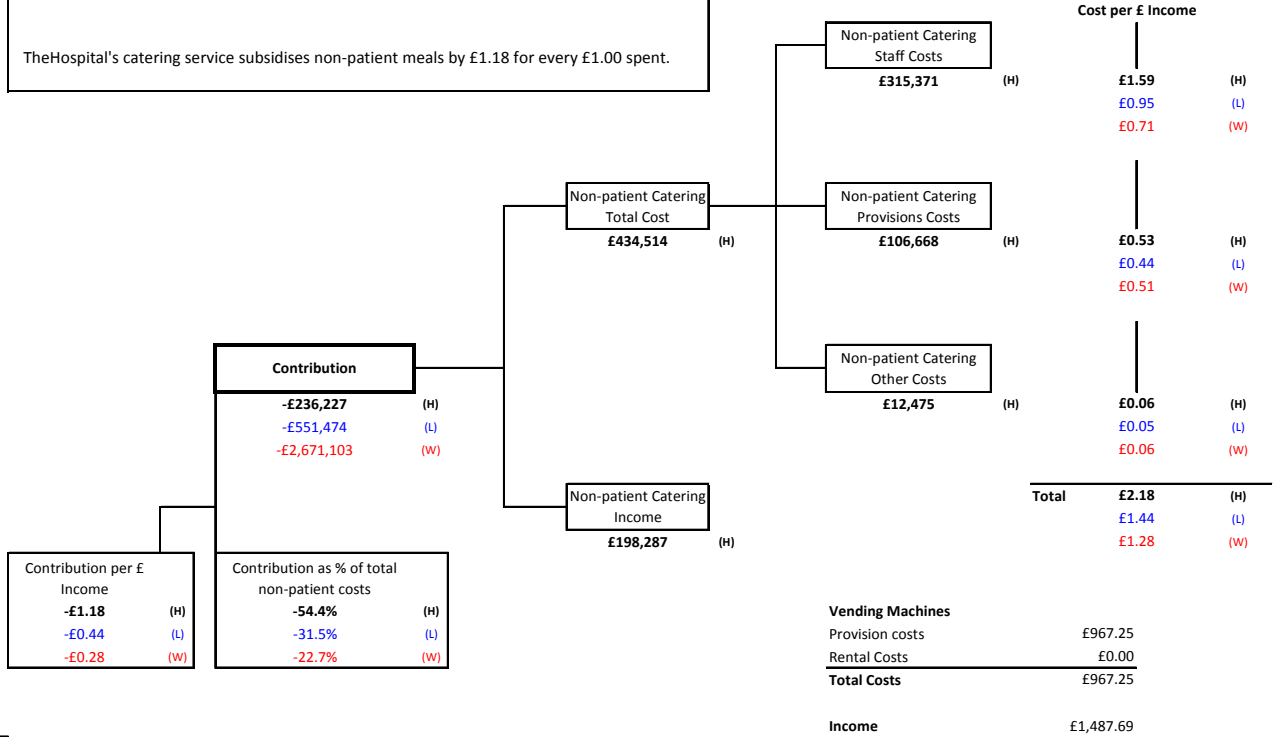 Cost per £ Income
TheHospital's catering service subsidises non-patient meals by £1.18 for every £1.00 spent.
Non-patient Catering
Staff Costs
£315,371 (H)
£1.59 (H)
£0.95 (L)
£0.71 (W)
Non-patient Catering
Total Cost
£434,514 (H)
Non-patient Catering
Provisions Costs
£106,668 (H)
£0.53 (H)
£0.44 (L)
£0.51 (W)
Contribution
-£236,227 (H)
-£551,474 (L)
-£2,671,103 (W)
Non-patient Catering
Other Costs
£12,475 (H)
£0.06 (H)
£0.05 (L)
£0.06 (W)
Non-patient Catering
Income
£198,287 (H)
Total £2.18 (H)
£1.44 (L)
£1.28 (W)
Contribution per £
Income
-£1.18 (H)
-£0.44 (L)
-£0.28 (W)
Contribution as % of total
non-patient costs
-54.4% (H)
-31.5% (L)
-22.7% (W)
Vending Machines
Provision costs £967.25
Rental Costs £0.00
Total Costs £967.25
Income £1,487.69